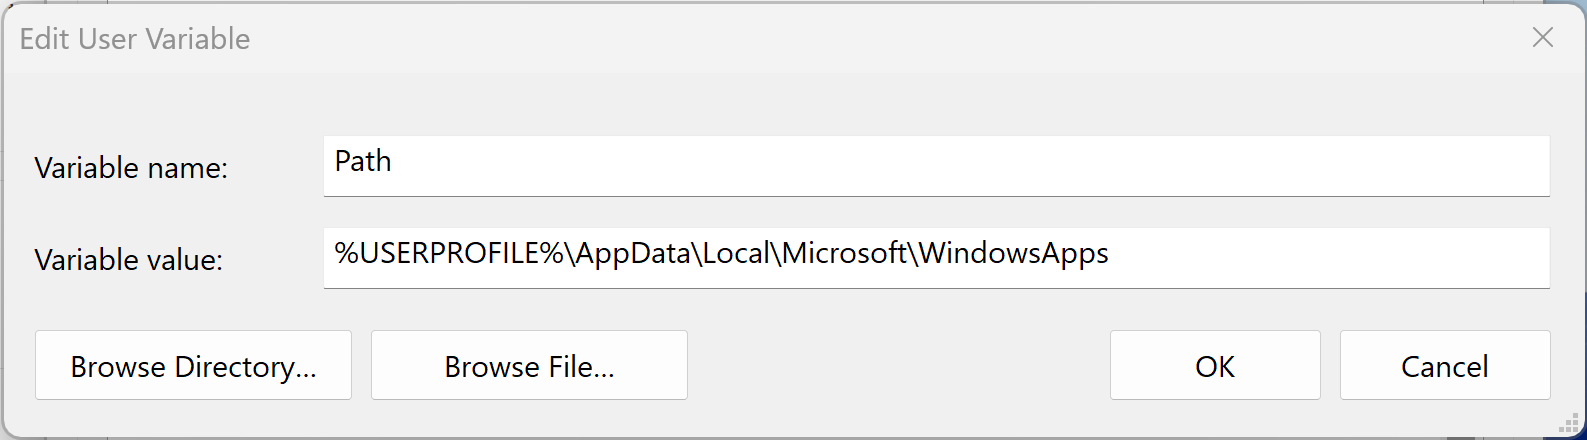 Edit User Variable
Variable name:
Path
Variable value:
%USERPROFILE%\AppData\Local\Microsoft\WindowsApps
Browse Directory...
Browse File...
OK
Cancel